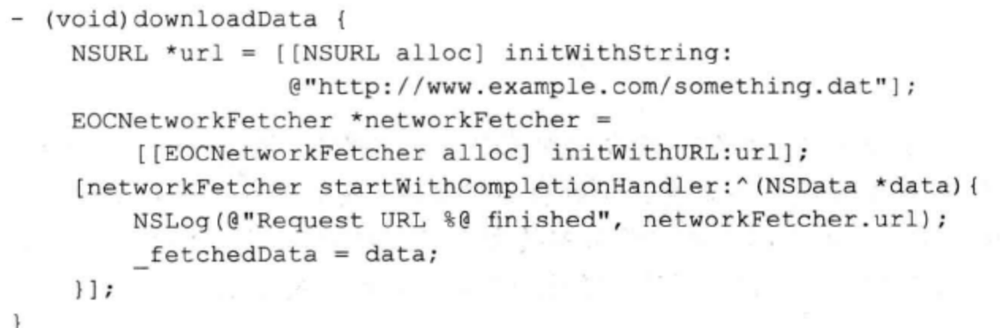 - (void)downloadData {
    NSURL *url = [[NSURL alloc] initWithString:
                  @"http://www.example.com/something.dat"];
    EOCNetworkFetcher *networkFetcher =
        [[EOCNetworkFetcher alloc] initWithURL:url];
    [networkFetcher startWithCompletionHandler:^(NSData *data){
        NSLog(@"Request URL %@ finished", networkFetcher.url);
        _fetchedData = data;
    }];
}